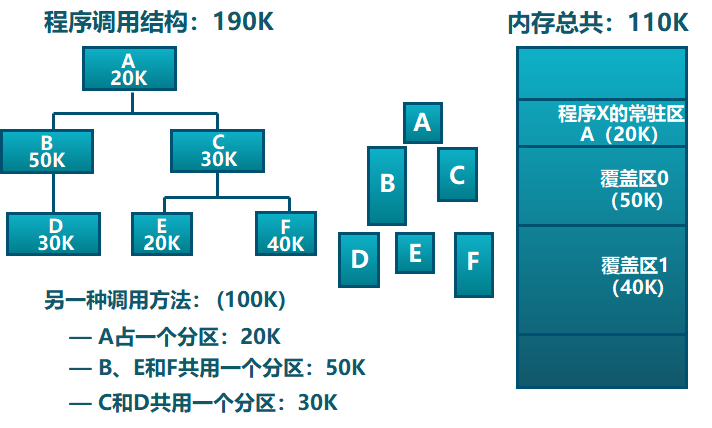 程序调用结构：190K
内存总共：110K
A
20K
B
50K
C
30K
D
30K
E
20K
F
40K
A
B
C
D
E
F
程序X的常驻区
A（20K）
覆盖区0
（50K）
覆盖区1
（40K）
另一种调用方法：(100K)
— A占一个分区：20K
— B、E和F共用一个分区：50K
— C和D共用一个分区：30K